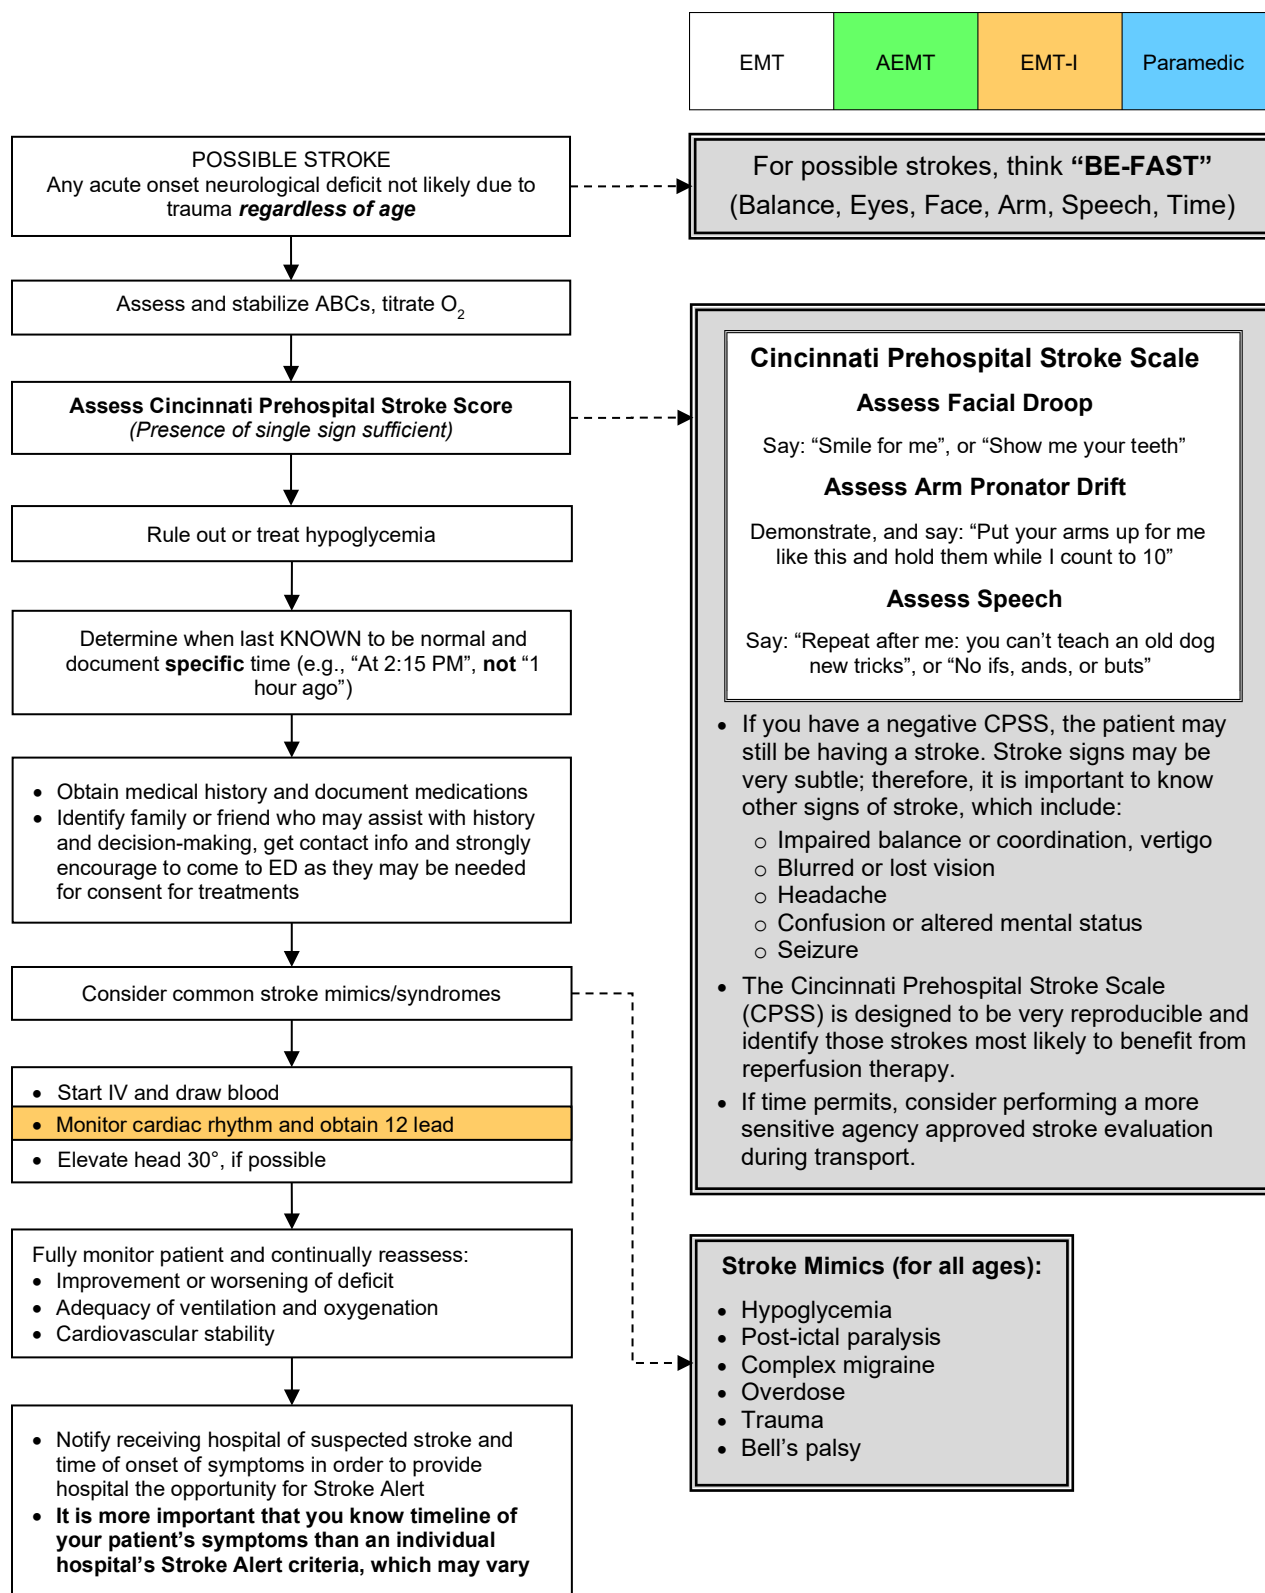 EMT
AEMT
EMT-I
Paramedic
POSSIBLE STROKE
Any acute onset neurological deficit not likely due to
trauma regardless of age
For possible strokes, think “BE-FAST”
(Balance, Eyes, Face, Arm, Speech, Time)
Assess and stabilize ABCs, titrate O2
Assess Cincinnati Prehospital Stroke Score
(Presence of single sign sufficient)
Rule out or treat hypoglycemia
Determine when last KNOWN to be normal and
document specific time (e.g., “At 2:15 PM”, not “1
hour ago”)
• Obtain medical history and document medications
• Identify family or friend who may assist with history
and decision-making, get contact info and strongly
encourage to come to ED as they may be needed
for consent for treatments
Consider common stroke mimics/syndromes
• Start IV and draw blood
• Monitor cardiac rhythm and obtain 12 lead
• Elevate head 30°, if possible
Fully monitor patient and continually reassess:
• Improvement or worsening of deficit
• Adequacy of ventilation and oxygenation
• Cardiovascular stability
• Notify receiving hospital of suspected stroke and
time of onset of symptoms in order to provide
hospital the opportunity for Stroke Alert
• It is more important that you know timeline of
your patient’s symptoms than an individual
hospital’s Stroke Alert criteria, which may vary
Cincinnati Prehospital Stroke Scale
Assess Facial Droop
Say: “Smile for me”, or “Show me your teeth”
Assess Arm Pronator Drift
Demonstrate, and say: “Put your arms up for me
like this and hold them while I count to 10”
Assess Speech
Say: “Repeat after me: you can’t teach an old dog
new tricks”, or “No ifs, ands, or buts”
• If you have a negative CPSS, the patient may
still be having a stroke. Stroke signs may be
very subtle; therefore, it is important to know
other signs of stroke, which include:
o Impaired balance or coordination, vertigo
o Blurred or lost vision
o Headache
o Confusion or altered mental status
o Seizure
• The Cincinnati Prehospital Stroke Scale
(CPSS) is designed to be very reproducible and
identify those strokes most likely to benefit from
reperfusion therapy.
• If time permits, consider performing a more
sensitive agency approved stroke evaluation
during transport.
Stroke Mimics (for all ages):
• Hypoglycemia
• Post-ictal paralysis
• Complex migraine
• Overdose
• Trauma
• Bell’s palsy